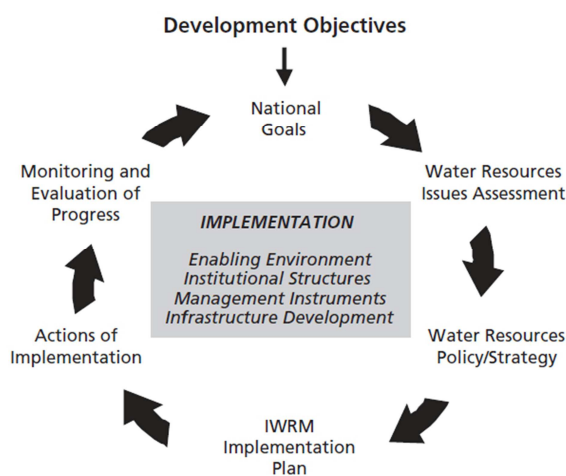 Development Objectives
National
Goals
Water Resources
Issues Assessment
Water Resources
Policy/Strategy
IWRM
Implementation
Plan
Actions of
Implementation
Monitoring and
Evaluation of
Progress
IMPLEMENTATION
Enabling Environment
Institutional Structures
Management Instruments
Infrastructure Development